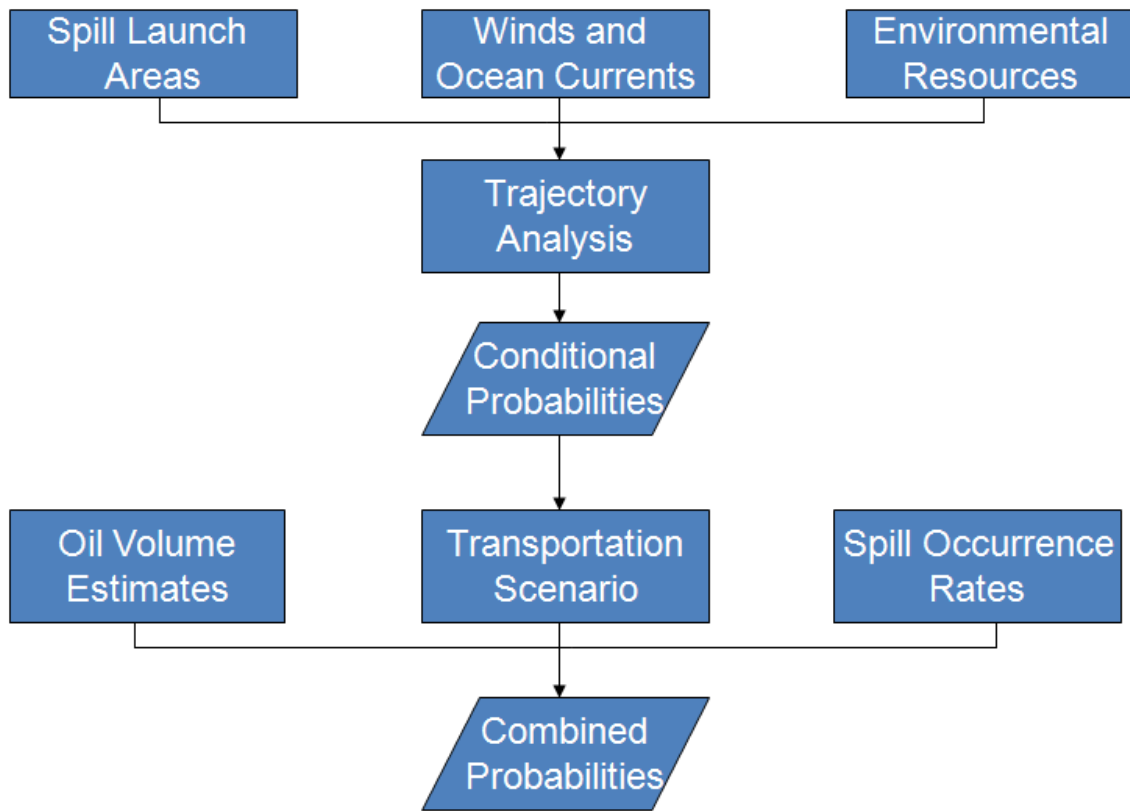 Spill Launch
Areas
Winds and
Ocean Currents
Environmental
Resources
Trajectory
Analysis
Conditional
Probabilities
Oil Volume
Estimates
Transportation
Scenario
Spill Occurrence
Rates
Combined
Probabilities